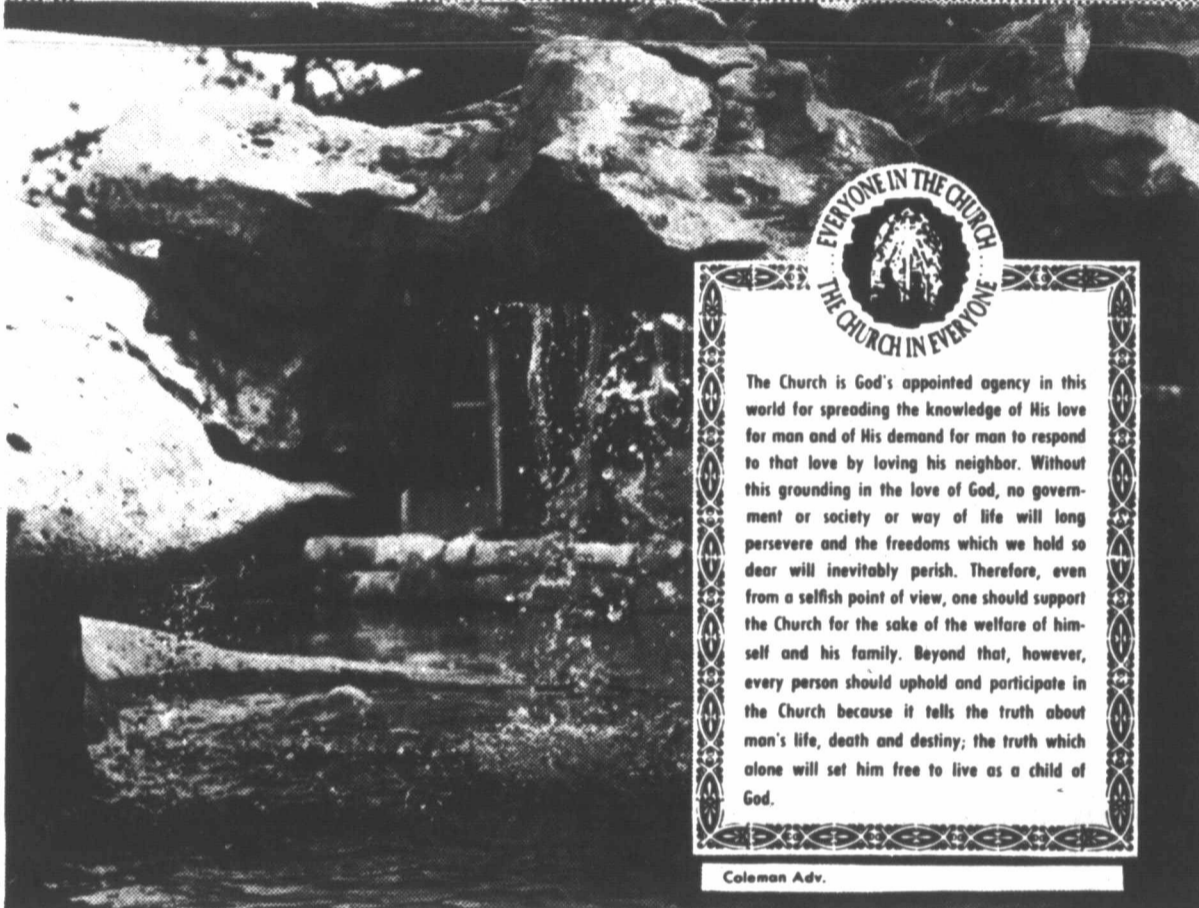 EVERYONE IN THE CHURCH
THE CHURCH IN EVERYONE
The Church is God's appointed agency in this
world for spreading the knowledge of His love
for man and of His demand for man to respond
to that love by loving his neighbor. Without
this grounding in the love of God, no govern-
ment or society or way of life will long
persevere and the freedoms which we hold so
dear will inevitably perish. Therefore, even
from a selfish point of view, one should support
the Church for the sake of the welfare of him-
self and his family. Beyond that, however,
every person should uphold and participate in
the Church because it tells the truth about
man's life, death and destiny; the truth which
alone will set him free to live as a child of
God.
Coleman Adv.